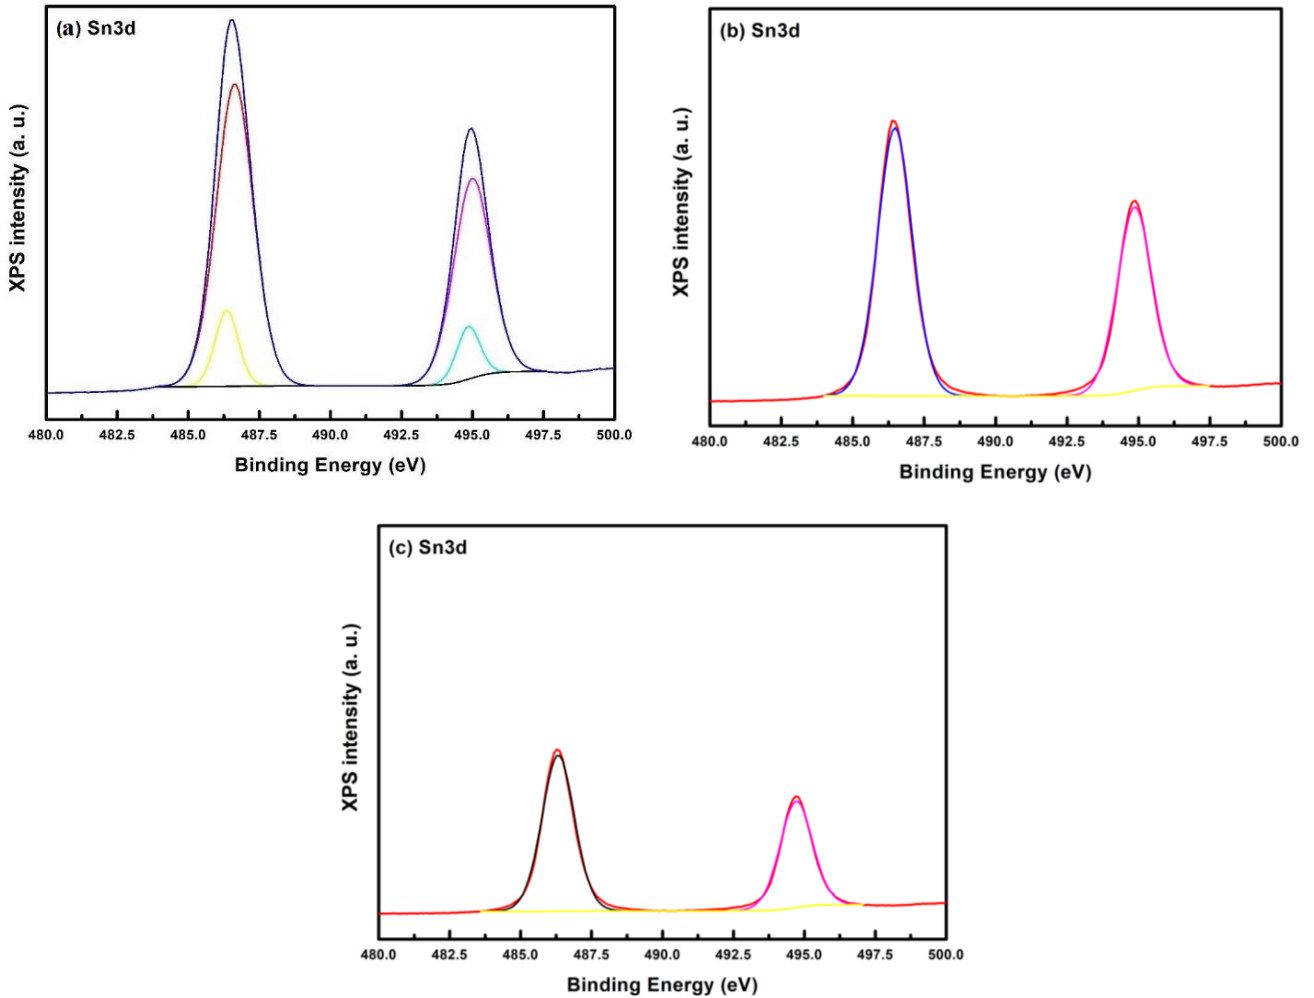 (a) Sn3d
XPS intensity (a. u.)
480.0 482.5 485.0 487.5 490.0 492.5 495.0 497.5 500.0
Binding Energy (eV)
(b) Sn3d
XPS intensity (a. u.)
480.0 482.5 485.0 487.5 490.0 492.5 495.0 497.5 500.0
Binding Energy (eV)
(c) Sn3d
XPS intensity (a. u.)
480.0 482.5 485.0 487.5 490.0 492.5 495.0 497.5 500.0
Binding Energy (eV)